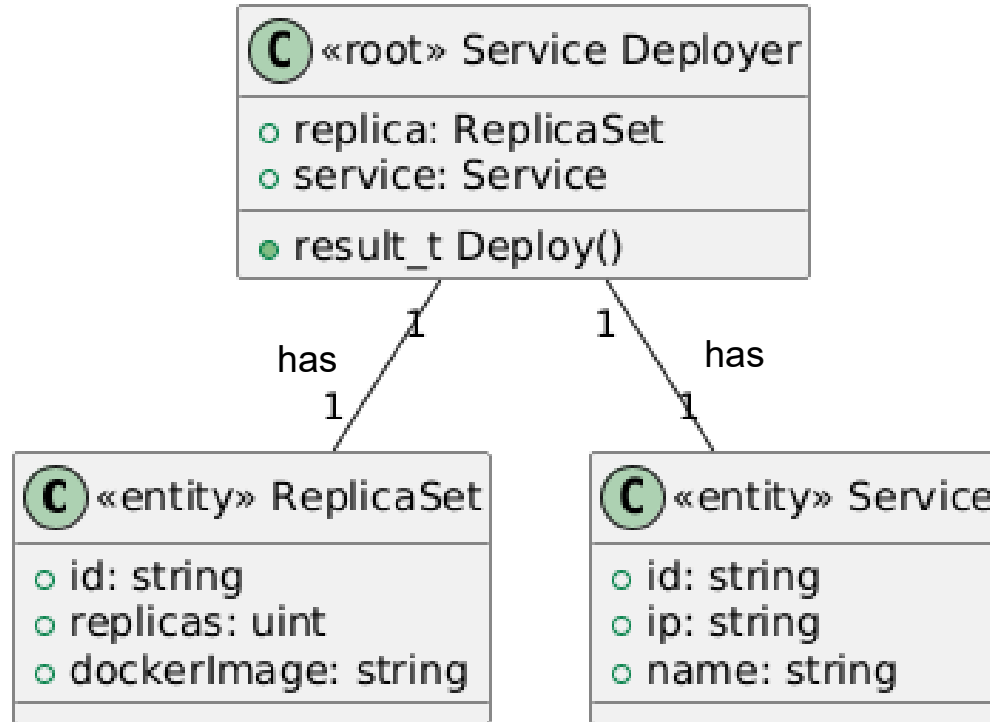 C «root» Service Deployer
replica: ReplicaSet
service: Service
result_t Deploy()
1
1
has
has
1
1
C «entity» ReplicaSet
id: string
replicas: uint
dockerImage: string
C «entity» Service
id: string
ip: string
name: string